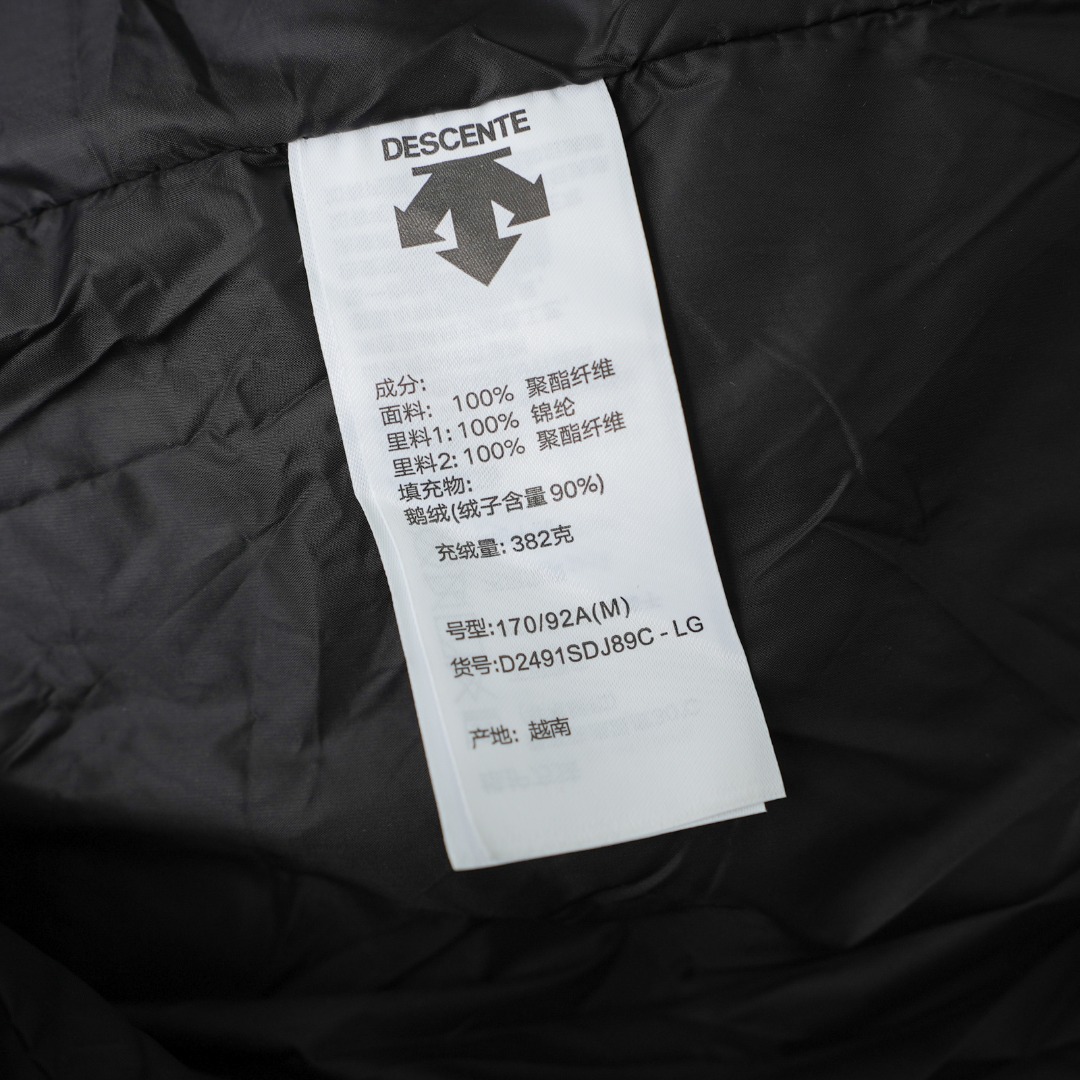 DESCENTE
成分:
面料: 100% 聚酯纤维
里料1: 100% 锦纶
里料2: 100% 聚酯纤维
填充物:
鹅绒(绒子含量90%)
充绒量: 382克
号型:170/92A(M)
货号:D2491SDJ89C - LG
产地: 越南